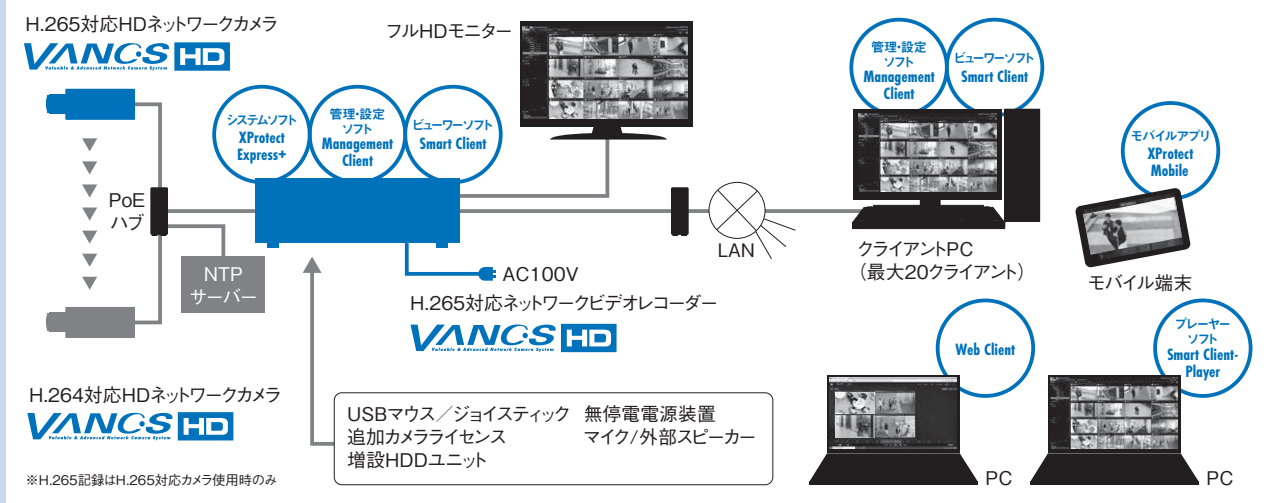 H.265対応HDネットワークカメラ
VANCS HD
Valuable & Advanced Network Camera System
PoE
ハブ
NTP
サーバー
H.264対応HDネットワークカメラ
VANCS HD
Valuable & Advanced Network Camera System
※H.265記録はH.265対応カメラ使用時のみ
システムソフト
XProtect
Express+
管理・設定
ソフト
Management
Client
ビューワーソフト
Smart Client
フルHDモニター
AC100V
H.265対応ネットワークビデオレコーダー
VANCS HD
Valuable & Advanced Network Camera System
USBマウス／ジョイスティック 無停電電源装置
追加カメラライセンス マイク/外部スピーカー
増設HDDユニット
LAN
管理・設定
ソフト
Management
Client
ビューワーソフト
Smart Client
クライアントPC
（最大20クライアント）
モバイルアプリ
XProtect
Mobile
モバイル端末
Web Client
PC
プレーヤー
ソフト
Smart Client-
Player
PC